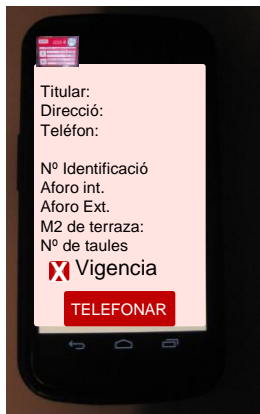 Titular:
Direcció:
Teléfon:
Nº Identificació
Aforo int.
Aforo Ext.
M2 de terraza:
Nº de taules
X Vigencia
TELEFONAR